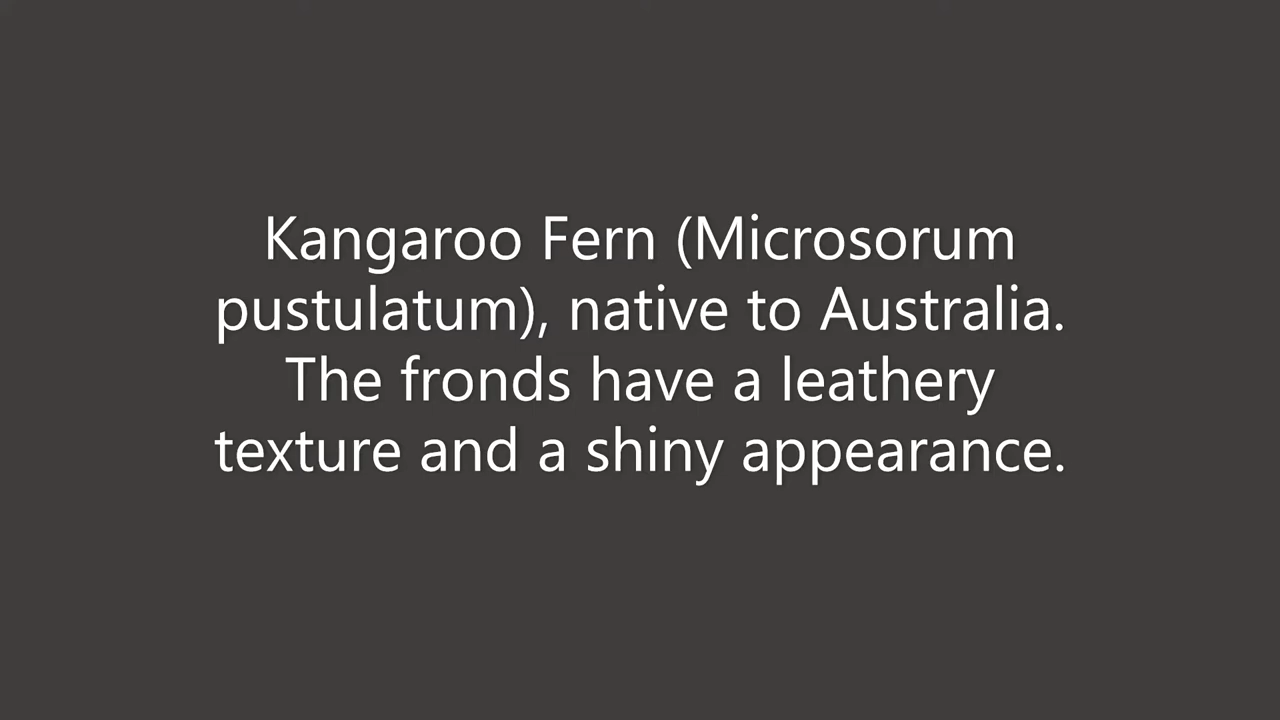 Kangaroo Fern (Microsorum
pustulatum), native to Australia.
The fronds have a leathery
texture and a shiny appearance.